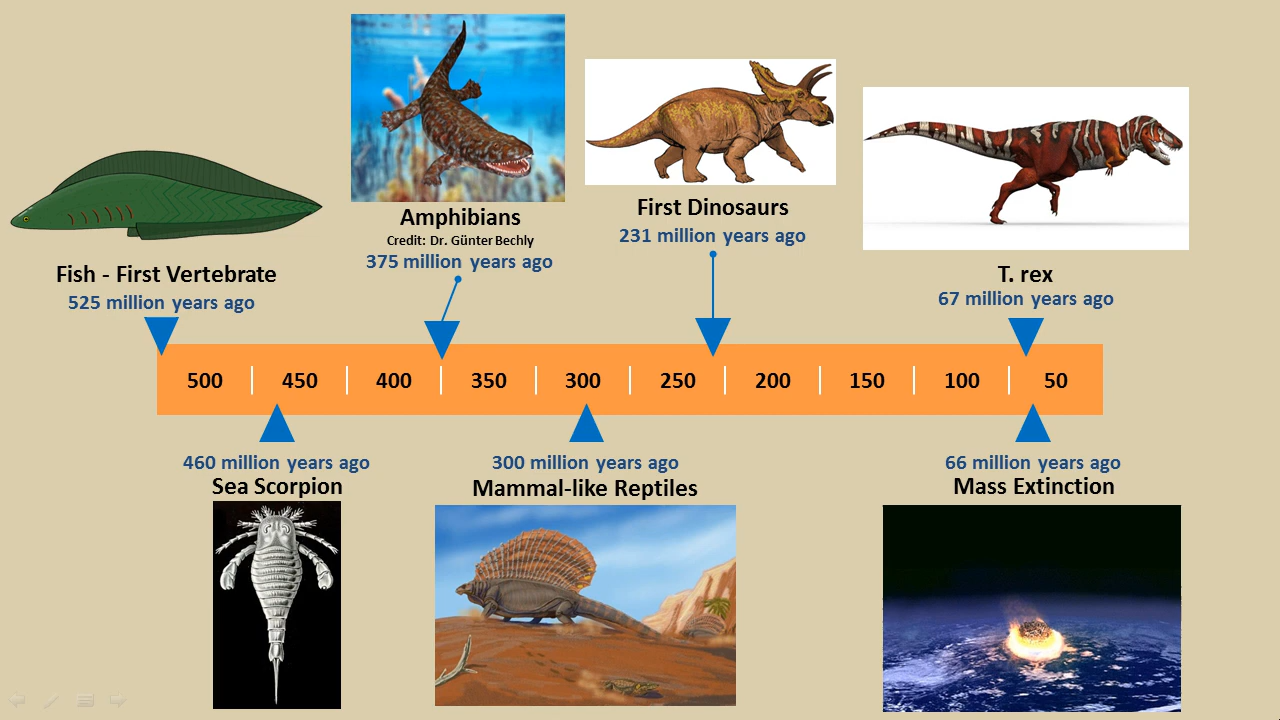 Fish - First Vertebrate
525 million years ago
Amphibians
Credit: Dr. Günter Bechly
375 million years ago
First Dinosaurs
231 million years ago
T. rex
67 million years ago
500 450 400 350 300 250 200 150 100 50
460 million years ago
Sea Scorpion
300 million years ago
Mammal-like Reptiles
66 million years ago
Mass Extinction